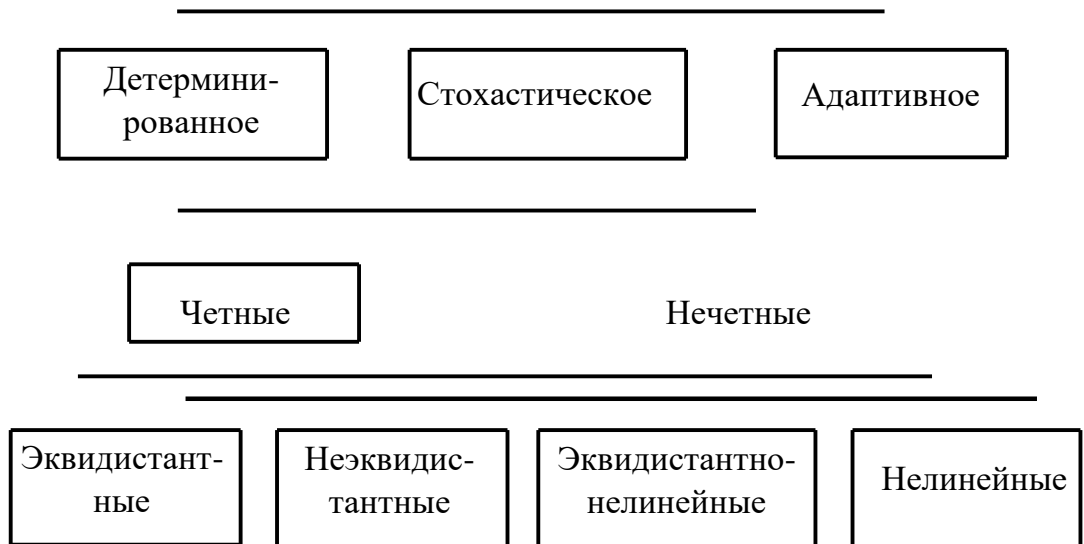 Детермини-
рованное
Стохастическое
Адаптивное
Четные
Нечетные
Эквидистант-
ные
Неэквидис-
тантные
Эквидистантно-
нелинейные
Нелинейные